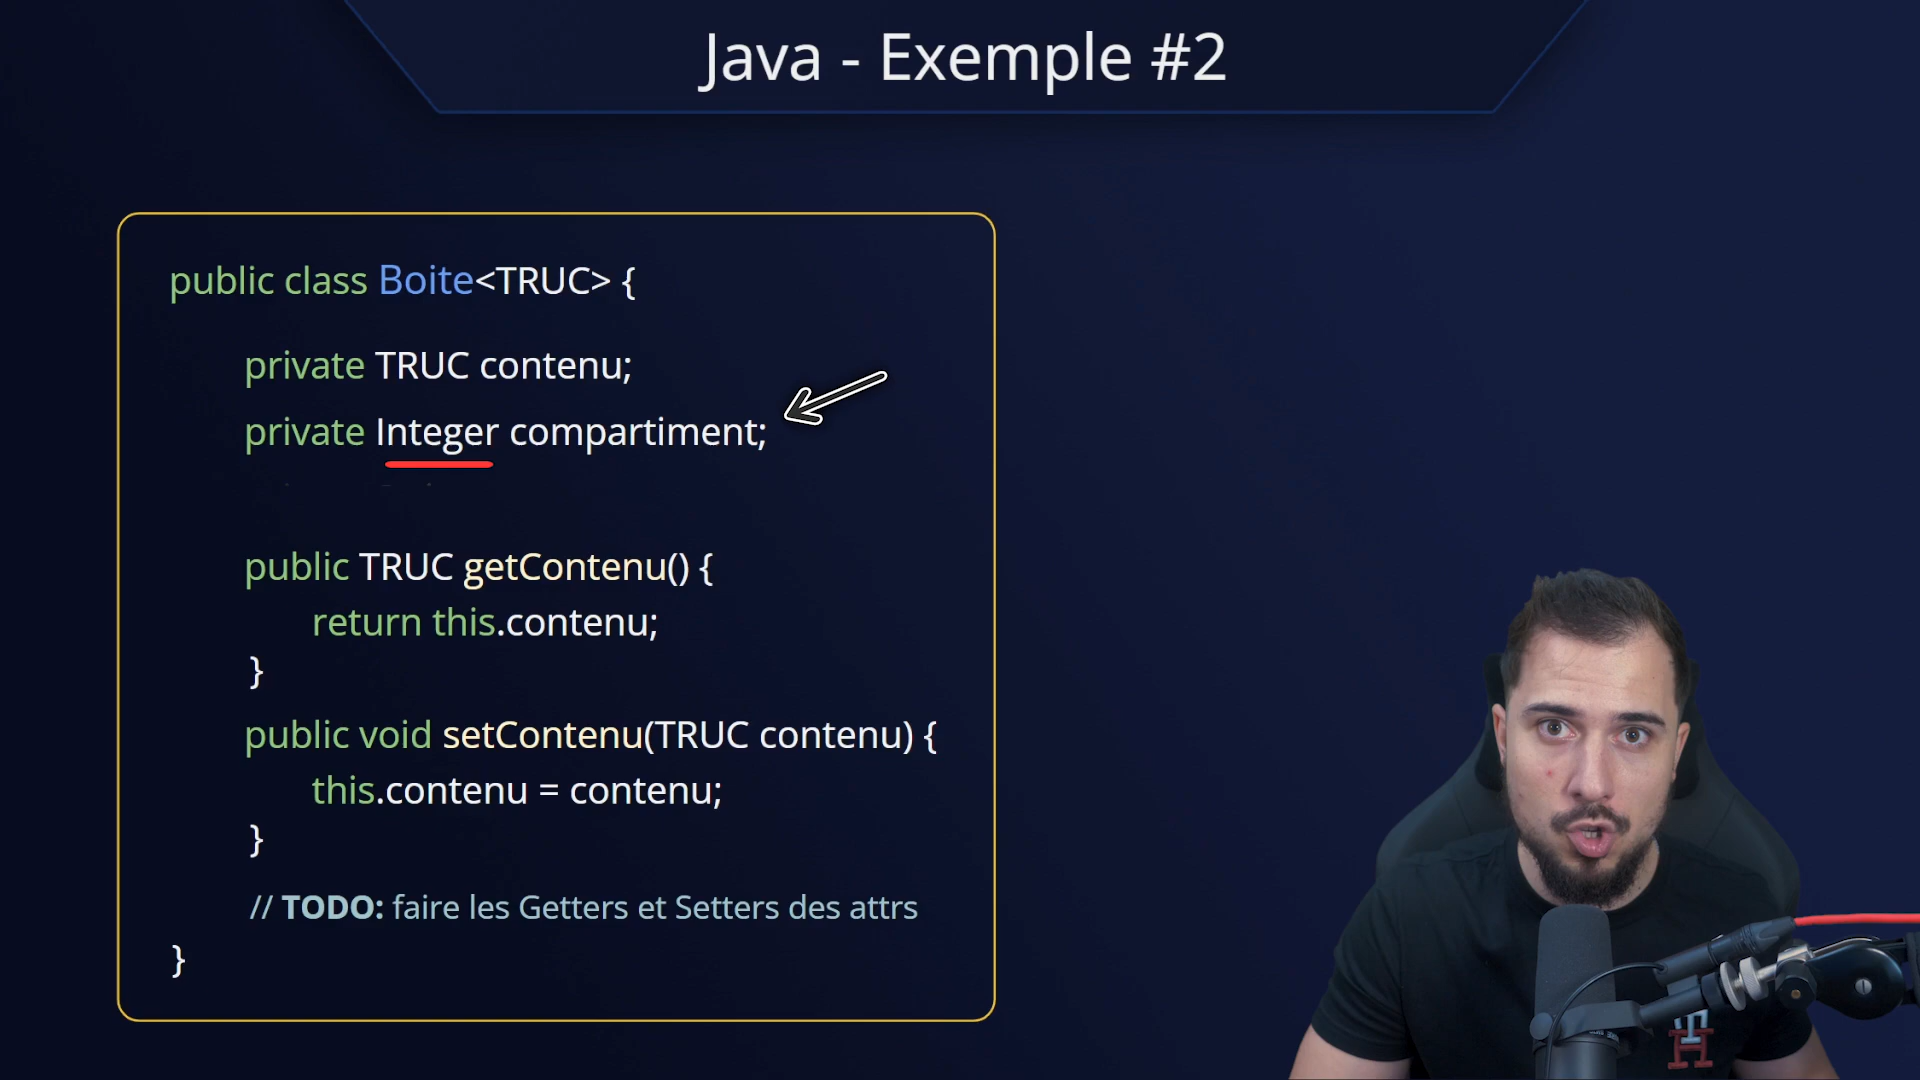 Java - Exemple #2
public class Boite<TRUC> {
private TRUC contenu;
private Integer compartiment;
public TRUC getContenu() {
return this.contenu;
}
public void setContenu(TRUC contenu) {
this.contenu = contenu;
}
// TODO: faire les Getters et Setters des attrs
}